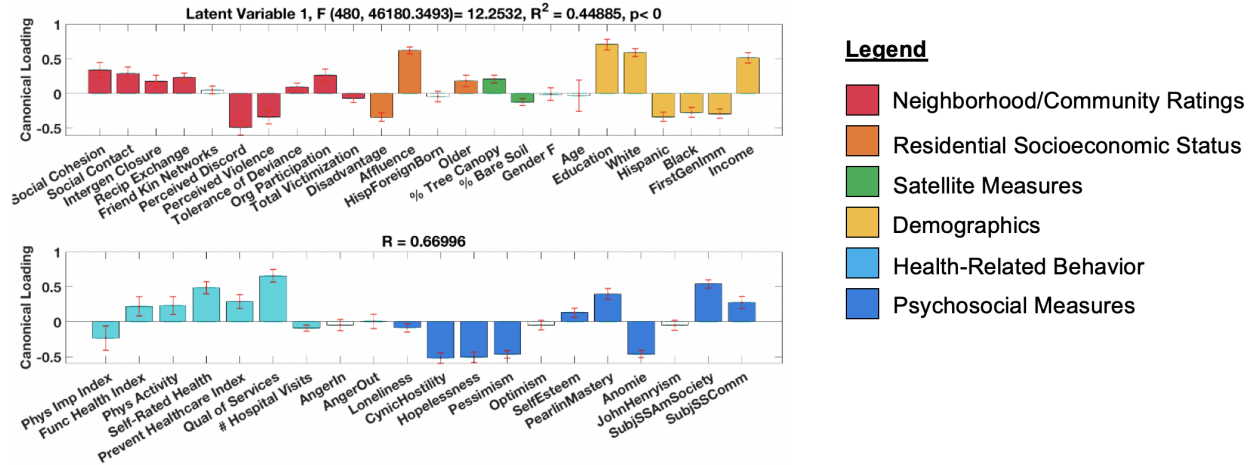 Latent Variable 1, F (480, 46180.3493)= 12.2532, R2 = 0.44885, p< 0
Canonical Loading
1
0.5
0
-0.5
Social Cohesion
Social Contact
Intergen Closure
Recip Exchange
Friend Kin Networks
Perceived Discord
Perceived Violence
Tolerance of Deviance
Org Participation
Total Victimization
Disadvantage
Affluence
HispForeignBorn
Older
% Tree Canopy
% Bare Soil
Gender F
Age
Education
White
Hispanic
Black
FirstGenImm
Income
R = 0.66996
Canonical Loading
1
0.5
0
-0.5
Phys Imp Index
Func Health Index
Phys Activity
Self-Rated Health
Prevent Healthcare Index
Qual of Services
# Hospital Visits
AngerIn
AngerOut
Loneliness
CynicHostility
Hopelessness
Pessimism
Optimism
SelfEsteem
PearlinMastery
Anomie
JohnHenryism
SubjSSAmSociety
SubjSSComm
Legend
Neighborhood/Community Ratings
Residential Socioeconomic Status
Satellite Measures
Demographics
Health-Related Behavior
Psychosocial Measures